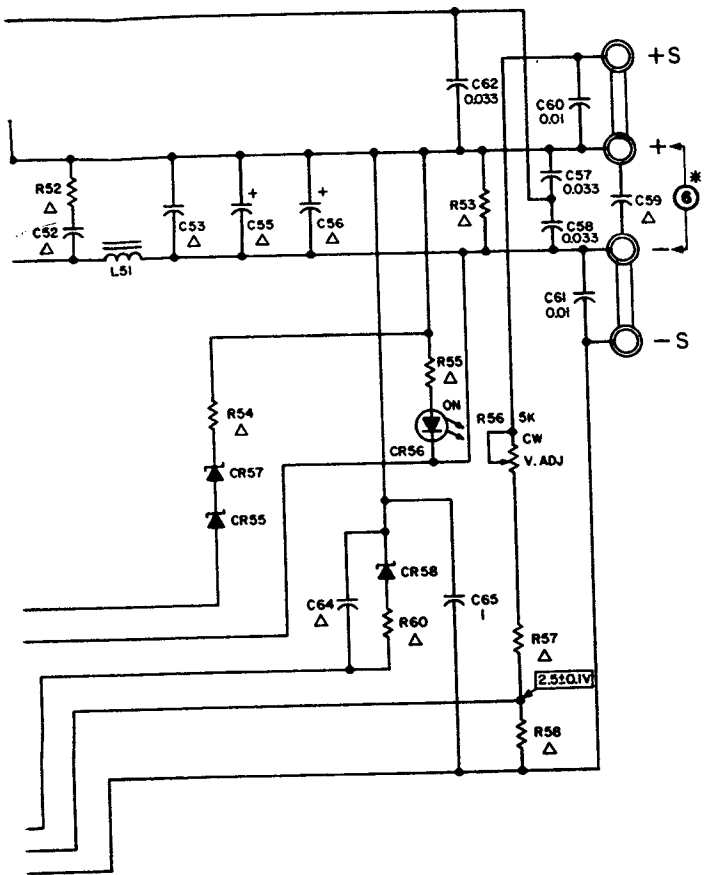 +S
C62
0.033
C60
0.01
+
*
6
R52
△
C52
△
C53
△
+
C55
△
+
C56
△
R53
△
C57
0.033
C58
0.033
C59
△
-
L51
C61
0.01
-S
R55
△
ON
CR56
R54
△
CR57
CR55
R56 5K
CW
V. ADJ
CR58
C64
△
R60
△
C65
1
R57
△
2.5±0.1V
R58
△